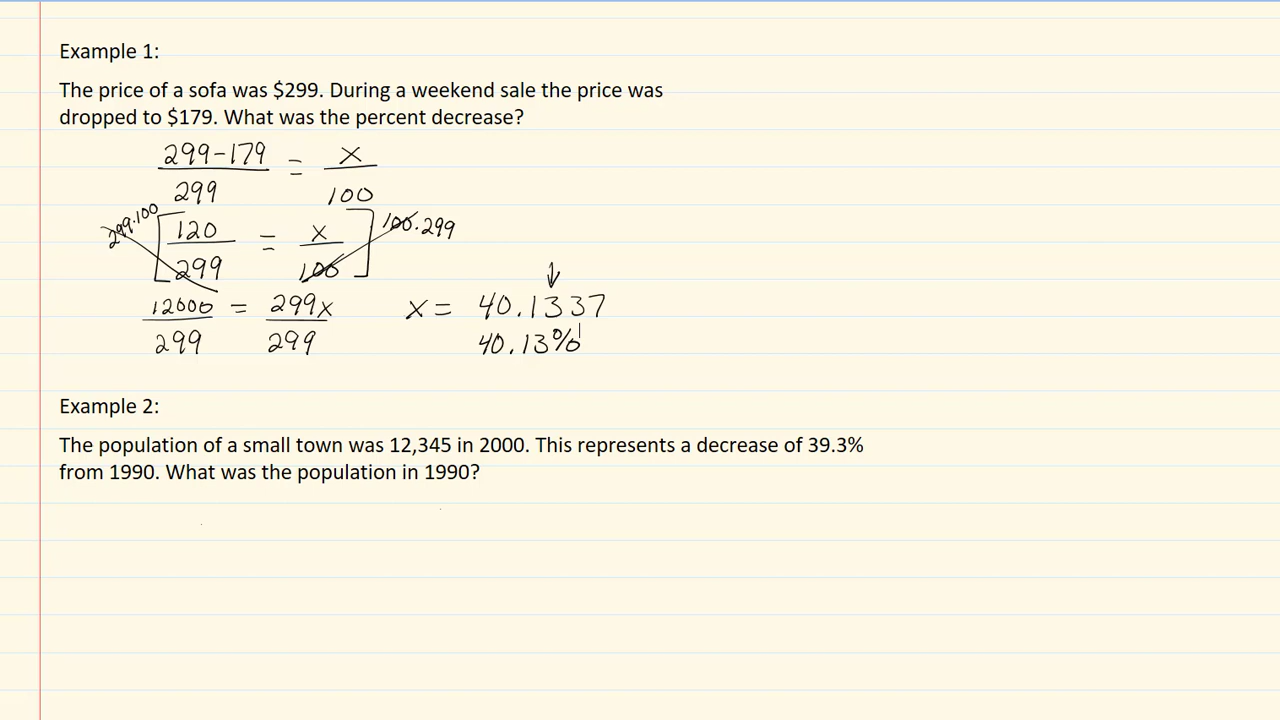 Example 1:
The price of a sofa was $299. During a weekend sale the price was
dropped to $179. What was the percent decrease?
299-179 = x
299 100
299·100 [ 120 = x ] 100·299
299 100
12000 = 299x x = 40.1337
299 299 40.13%
Example 2:
The population of a small town was 12,345 in 2000. This represents a decrease of 39.3%
from 1990. What was the population in 1990?